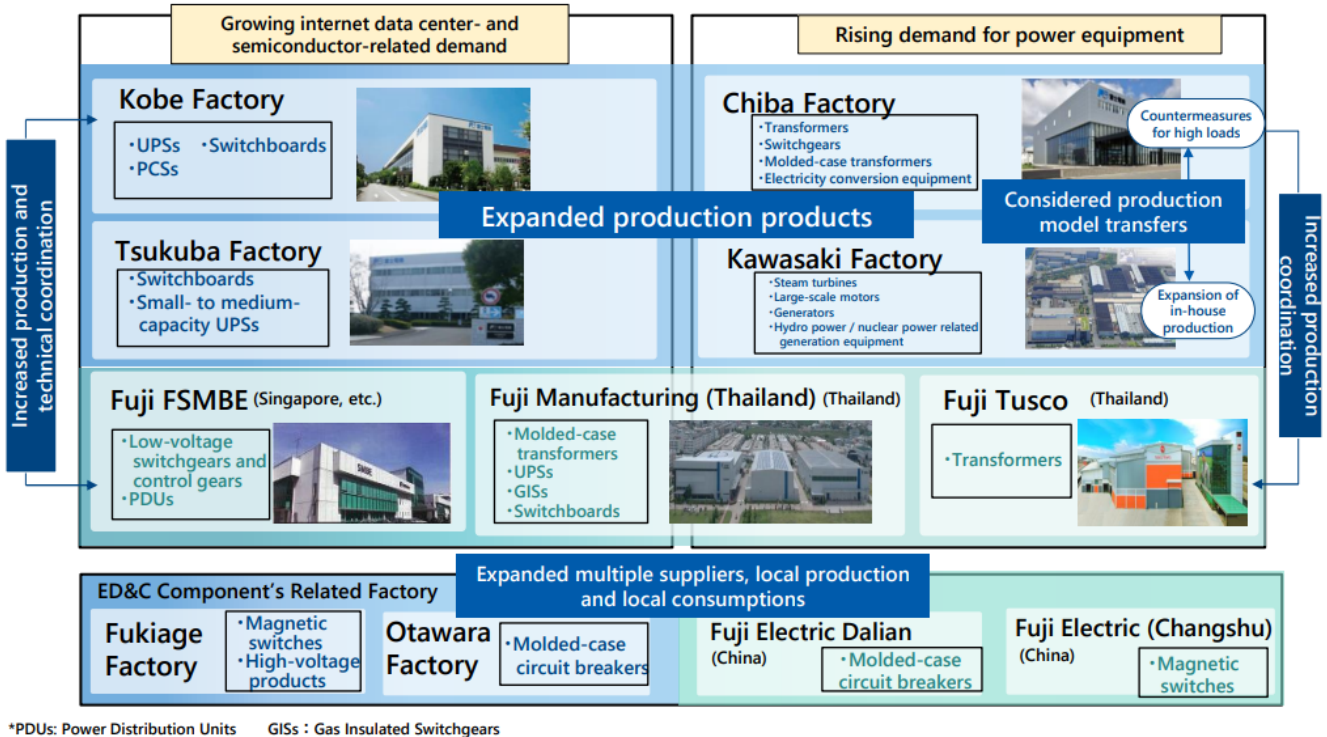 Growing internet data center- and
semiconductor-related demand
Rising demand for power equipment
Increased production and
technical coordination
Kobe Factory
・UPSs ・Switchboards
・PCSs
Chiba Factory
・Transformers
・Switchgears
・Molded-case transformers
・Electricity conversion equipment
Countermeasures
for high loads
Expanded production products
Considered production
model transfers
Increased production
coordination
Tsukuba Factory
・Switchboards
・Small- to medium-
capacity UPSs
Kawasaki Factory
・Steam turbines
・Large-scale motors
・Generators
・Hydro power / nuclear power related
generation equipment
Expansion of
in-house
production
Fuji FSMBE (Singapore, etc.)
・Low-voltage
switchgears and
control gears
・PDUs
SMBE
Fuji Manufacturing (Thailand) (Thailand)
・Molded-case
transformers
・UPSs
・GISs
・Switchboards
Fuji Tusco (Thailand)
・Transformers
Expanded multiple suppliers, local production
and local consumptions
ED&C Component's Related Factory
Fukiage
Factory
・Magnetic
switches
・High-voltage
products
Otawara
Factory
・Molded-case
circuit breakers
Fuji Electric Dalian
(China)
・Molded-case
circuit breakers
Fuji Electric (Changshu)
(China)
・Magnetic
switches
*PDUs: Power Distribution Units GISs：Gas Insulated Switchgears